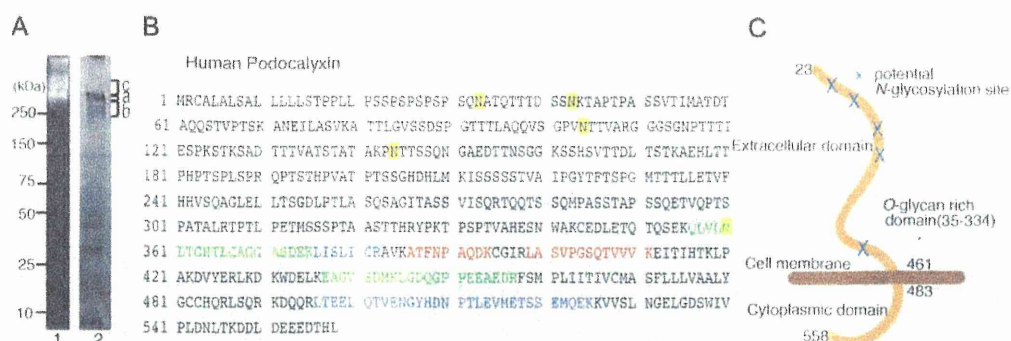 A
B
C
(kDa)
250
150
75
50
25
10
1
2
c
a
b
Human Podocalyxin
1 MRCALALSAL LLLLSTPPLL PSSPSPSPSP SQNATQTTTD SSNKTAPTPA SSVTIMATDT
61 AQQSTVPTSK ANEILASVKA TTLGVSSDSP GTTTLAQQVS GPVNTTVARG GGSGNPTTTI
121 ESPKSTKSAD TTTVATSTAT AKPNTTSSQN GAEDTTNSGG KSSHSVTTDL TSTKAEHLTT
181 PHPTSPLSPR QPTSTHPVAT PTSSGHDHLM KISSSSSTVA IPGYTFTSPG MTTTLLETVF
241 HHVSQAGLEL LTSGDLPTLA SQSAGITASS VISQRTQQTS SQMPASSTAP SSQETVQPTS
301 PATALRTPTL PETMSSSPTA ASTTHRYPKT PSPTVAHESN WAKCEDLETQ TQSEKQLVLN
361 LTGNTLCAGG ASDEKLISLI CRAVKATFNP AQDKCGIRLA SVPGSQTVVV KEITIHTKLP
421 AKDVYERLKD KWDELKEAGV SDMKLGDQGP PEEAEDRFSM PLIITIVCMA SFLLLVAALY
481 GCCHQRLSQR KDQQRLTEEL QTVENGYHDN PTLEVMETSS EMQEKKVVSL NGELGDSWIV
541 PLDNLTKDDL DEEEDTHL
23
x potential
N-glycosylation site
Extracellular domain
O-glycan rich
domain(35-334)
Cell membrane
461
483
Cytoplasmic domain
558